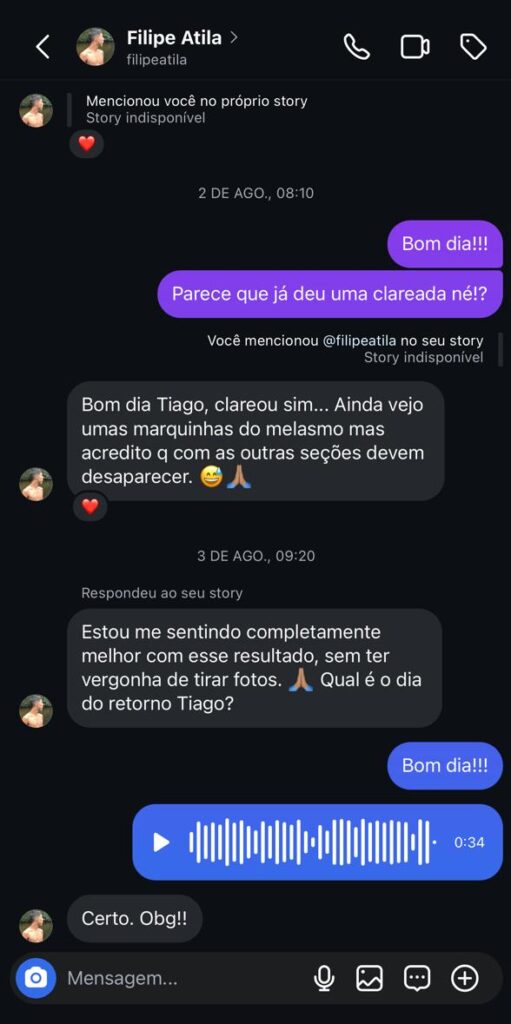 Filipe Atila
filipeatila
Mencionou você no próprio story
Story indisponível
❤️
2 DE AGO., 08:10
Bom dia!!!
Parece que já deu uma clareada né!?
Você mencionou @filipeatila no seu story
Story indisponível
Bom dia Tiago, clareou sim... Ainda vejo
umas marquinhas do melasmo mas
acredito q com as outras seções devem
desaparecer. 😅🙏🏽
❤️
3 DE AGO., 09:20
Respondeu ao seu story
Estou me sentindo completamente
melhor com esse resultado, sem ter
vergonha de tirar fotos. 🙏🏽 Qual é o dia
do retorno Tiago?
Bom dia!!!
0:34
Certo. Obg!!
Mensagem...